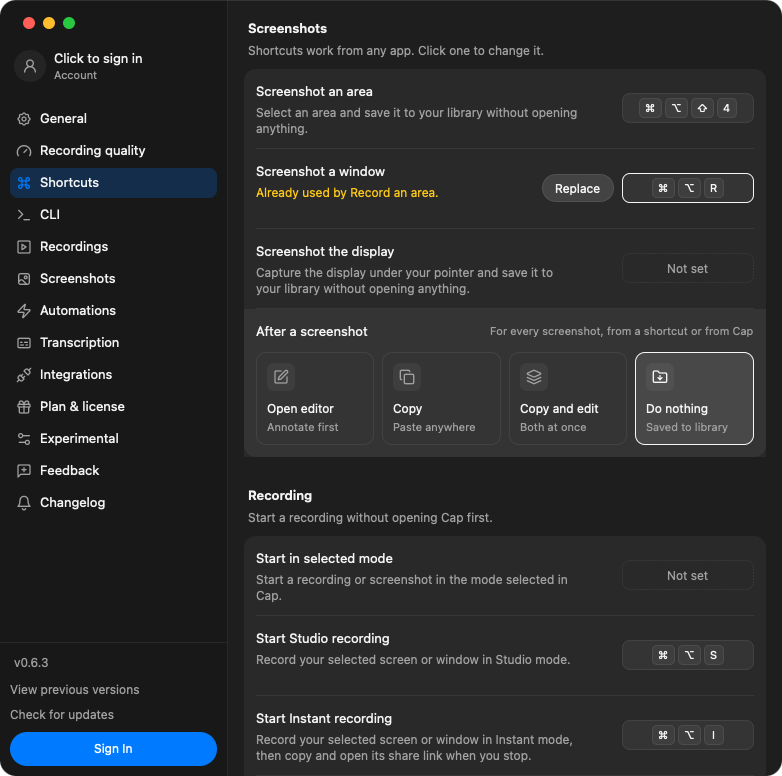 Click to sign in
Account
General
Recording quality
Shortcuts
CLI
Recordings
Screenshots
Automations
Transcription
Integrations
Plan & license
Experimental
Feedback
Changelog
v0.6.3
View previous versions
Check for updates
Sign In
Screenshots
Shortcuts work from any app. Click one to change it.
Screenshot an area
Select an area and save it to your library without opening
anything.
⌘ ⌥ ⇧ 4
Screenshot a window
Already used by Record an area.
Replace
⌘ ⌥ R
Screenshot the display
Capture the display under your pointer and save it to
your library without opening anything.
Not set
After a screenshot
For every screenshot, from a shortcut or from Cap
Open editor
Annotate first
Copy
Paste anywhere
Copy and edit
Both at once
Do nothing
Saved to library
Recording
Start a recording without opening Cap first.
Start in selected mode
Start a recording or screenshot in the mode selected in
Cap.
Not set
Start Studio recording
Record your selected screen or window in Studio mode.
⌘ ⌥ S
Start Instant recording
Record your selected screen or window in Instant mode,
then copy and open its share link when you stop.
⌘ ⌥ I